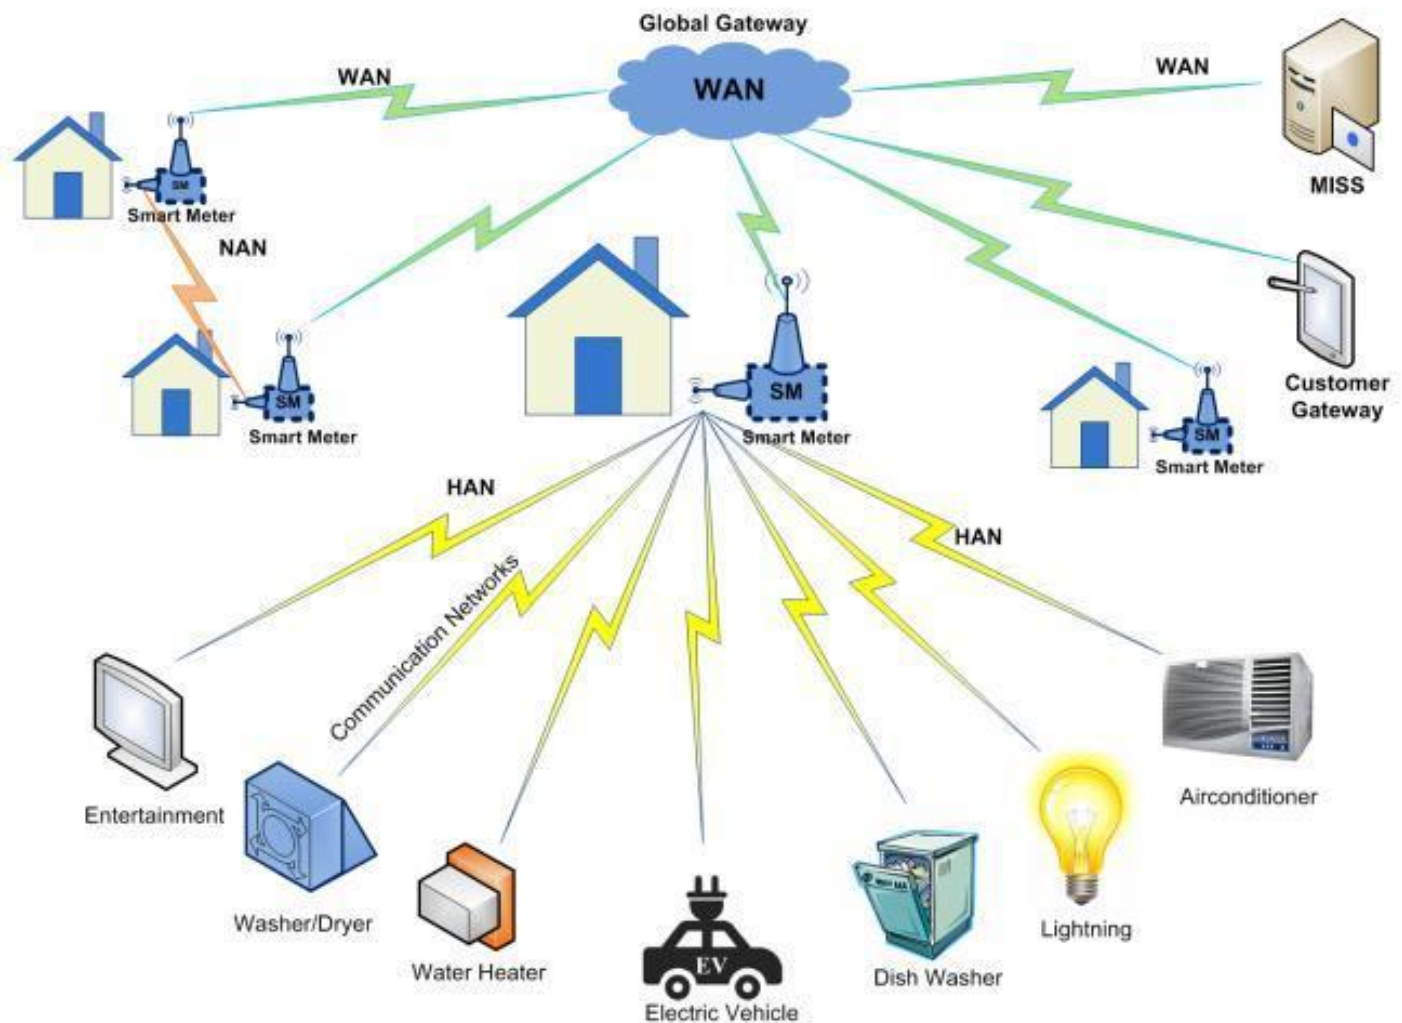 Global Gateway
WAN
WAN
WAN
MISS
SM
Smart Meter
NAN
SM
Smart Meter
SM
Smart Meter
Customer
Gateway
SM
Smart Meter
HAN
HAN
Communication Networks
Entertainment
Washer/Dryer
Water Heater
EV
Electric Vehicle
Dish Washer
Lightning
Airconditioner